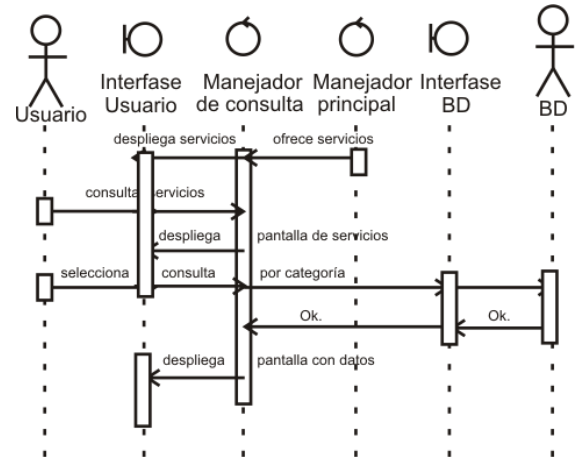 Usuario
Interfase
Usuario
Manejador
de consulta
Manejador
principal
Interfase
BD
BD
despliega servicios
ofrece servicios
consulta servicios
despliega
pantalla de servicios
selecciona
consulta
por categoría
Ok.
Ok.
despliega
pantalla con datos